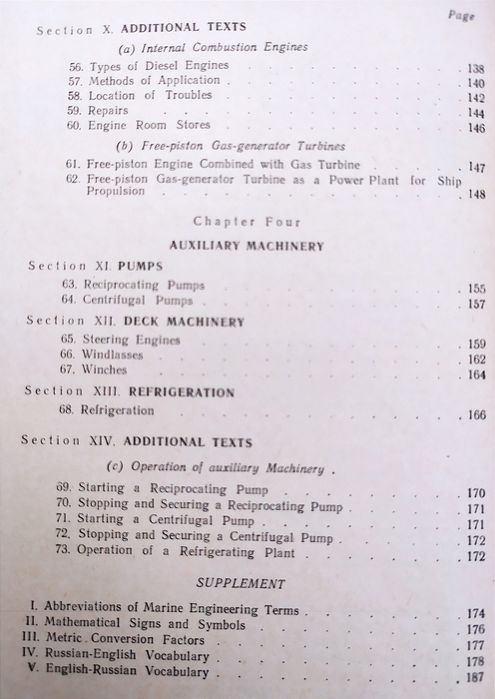 Page
Section X. ADDITIONAL TEXTS
(a) Internal Combustion Engines
56. Types of Diesel Engines . . . . . . . . . 138
57. Methods of Application . . . . . . . . . 140
58. Location of Troubles . . . . . . . . . 142
59. Repairs . . . . . . . . . 144
60. Engine Room Stores . . . . . . . . . 146
(b) Free-piston Gas-generator Turbines
61. Free-piston Engine Combined with Gas Turbine . . . . 147
62. Free-piston Gas-generator Turbine as a Power Plant for Ship
Propulsion . . . . . . . . . 148
Chapter Four
AUXILIARY MACHINERY
Section XI. PUMPS
63. Reciprocating Pumps . . . . . . . . . 155
64. Centrifugal Pumps . . . . . . . . . 157
Section XII. DECK MACHINERY
65. Steering Engines . . . . . . . . . 159
66. Windlasses . . . . . . . . . 162
67. Winches . . . . . . . . . 164
Section XIII. REFRIGERATION
68. Refrigeration . . . . . . . . . 166
Section XIV. ADDITIONAL TEXTS
(c) Operation of auxiliary Machinery .
69. Starting a Reciprocating Pump . . . . . . . 170
70. Stopping and Securing a Reciprocating Pump . . . . . 171
71. Starting a Centrifugal Pump . . . . . . . 171
72. Stopping and Securing a Centrifugal Pump . . . . . 172
73. Operation of a Refrigerating Plant . . . . . . 172
SUPPLEMENT
I. Abbreviations of Marine Engineering Terms . . . . . . 174
II. Mathematical Signs and Symbols . . . . . . . 176
III. Metric Conversion Factors . . . . . . . . 177
IV. Russian-English Vocabulary . . . . . . . . 178
V. English-Russian Vocabulary . . . . . . . . 187